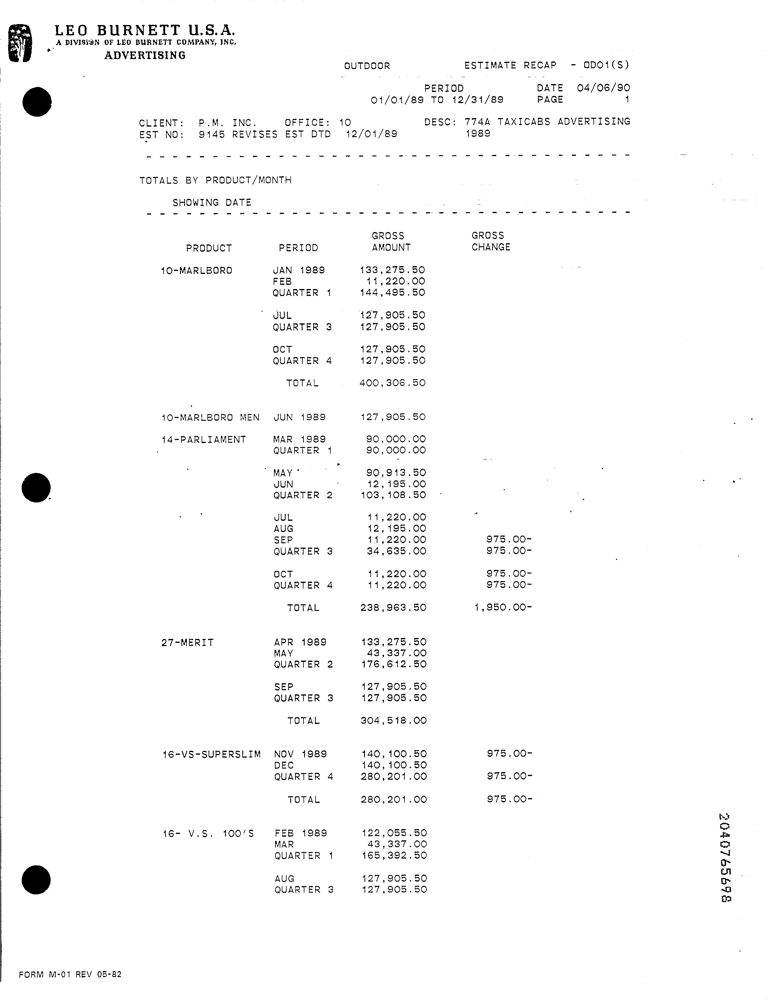 LEO BURNETT U.S.A.
A DIVISION OF LEO BURNETT COMPANY, INC.
ADVERTISING
OUTDOOR ESTIMATE RECAP - ODO1(S)
PERIOD DATE 04/06/90
01/01/89 TO 12/31/89 PAGE 1
CLIENT: P.M. INC. OFFICE: 10 DESC: 774A TAXICABS ADVERTISING
EST NO: 9145 REVISES EST DTD 12/01/89 1989
TOTALS BY PRODUCT/MONTH
SHOWING DATE
GROSS GROSS
PRODUCT PERIOD AMOUNT CHANGE
10-MARLBORO JAN 1989 133,275.50
FEB 11,220.00
QUARTER 1 144,495.50
JUL 127,905.50
QUARTER 3 127,905.50
OCT 127,905.50
QUARTER 4 127,905.50
TOTAL 400,306.50
10-MARLBORO MEN JUN 1989 127,905.50
14-PARLIAMENT MAR 1989 90,000.00
QUARTER 1 90,000.00
MAY 90,913.50
JUN 12,195.00
QUARTER 2 103,108.50
JUL 11,220.00
AUG 12,195.00
SEP 11,220.00 975.00-
QUARTER 3 34,635.00 975.00-
OCT 11,220.00 975.00-
QUARTER 4 11,220.00 975.00-
TOTAL 238,963.50 1,950.00-
27-MERIT APR 1989 133,275.50
MAY 43,337.00
QUARTER 2 176,612.50
SEP 127,905.50
QUARTER 3 127,905.50
TOTAL 304,518.00
16-VS-SUPERSLIM NOV 1989 140,100.50 975.00-
DEC 140,100.50
QUARTER 4 280,201.00 975.00-
TOTAL 280,201.00 975.00-
16- V.S. 100'S FEB 1989 122,055.50
MAR 43,337.00
QUARTER 1 165,392.50
AUG 127,905.50
QUARTER 3 127,905.50
2040765698
FORM M-01 REV 05-82